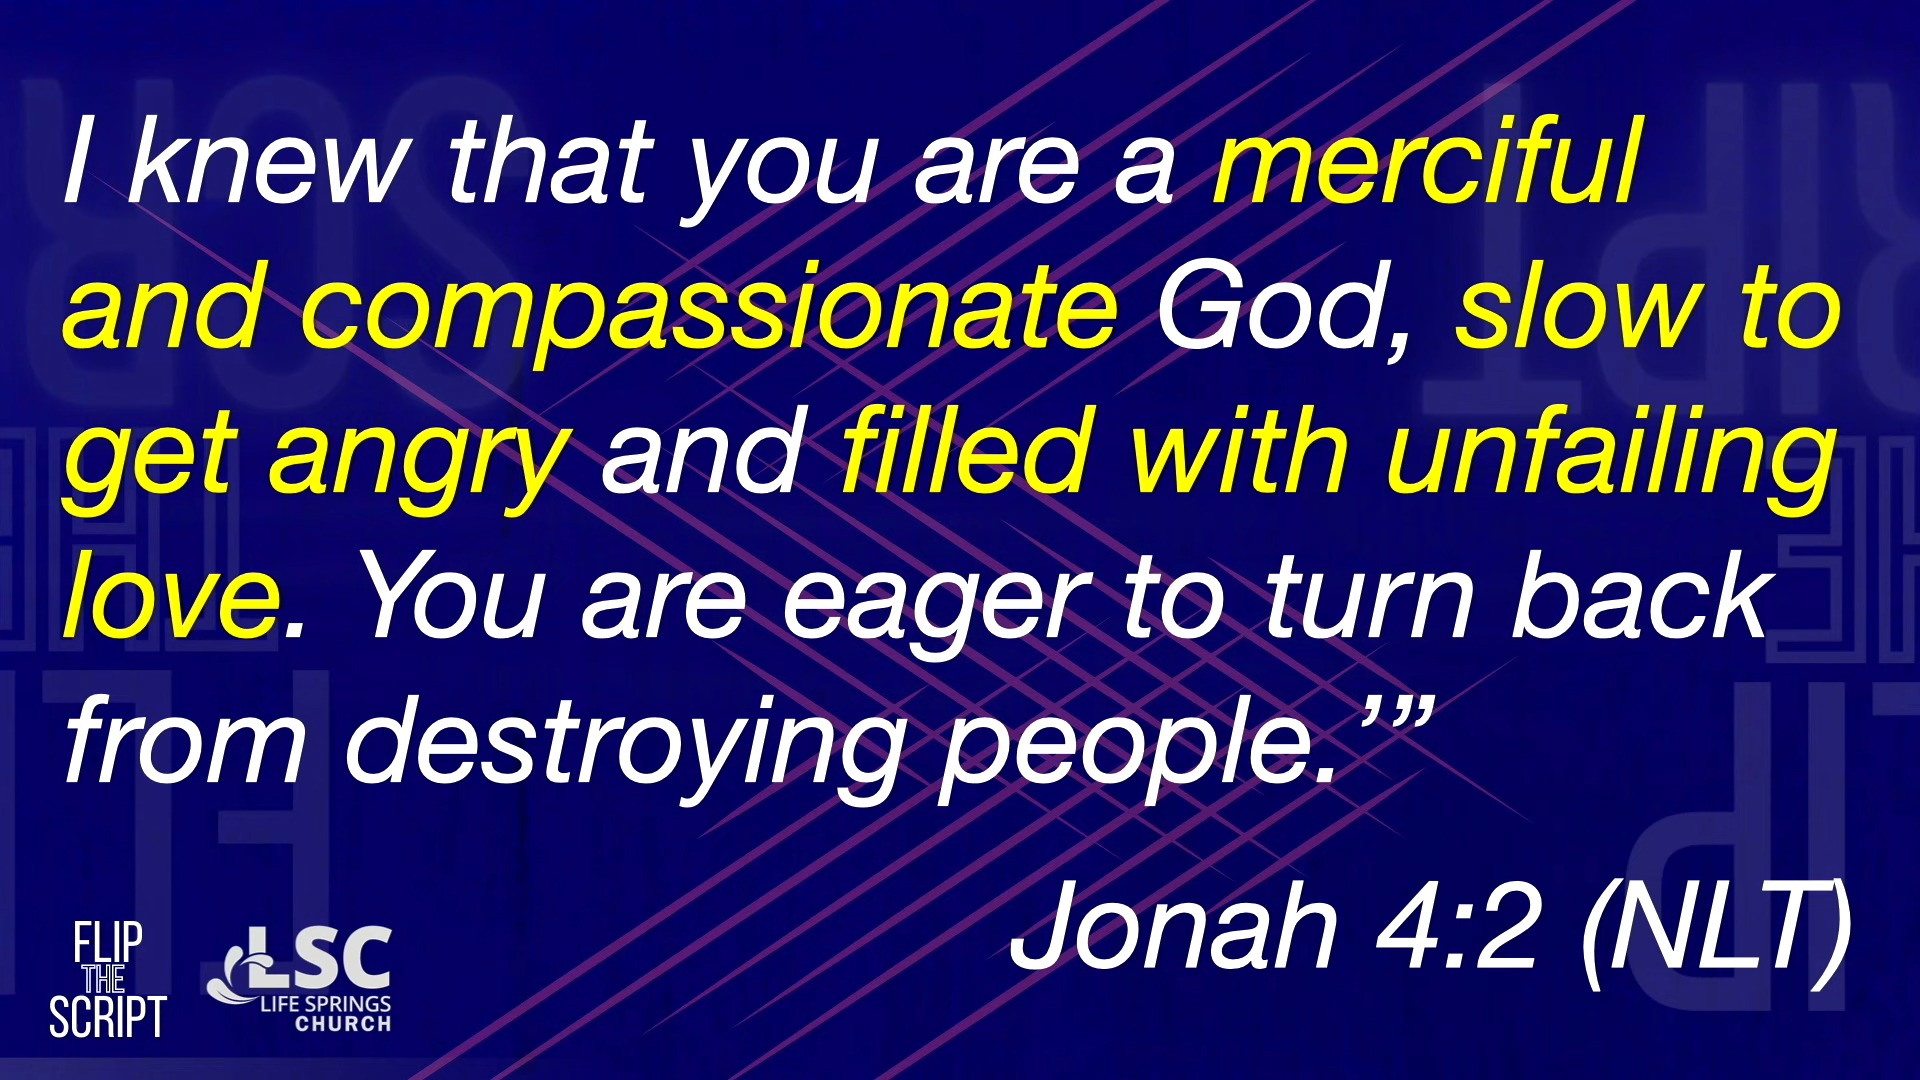 I knew that you are a merciful
and compassionate God, slow to
get angry and filled with unfailing
love. You are eager to turn back
from destroying people.’”
Jonah 4:2 (NLT)
FLIP
THE
SCRIPT
LSC
LIFE SPRINGS
CHURCH